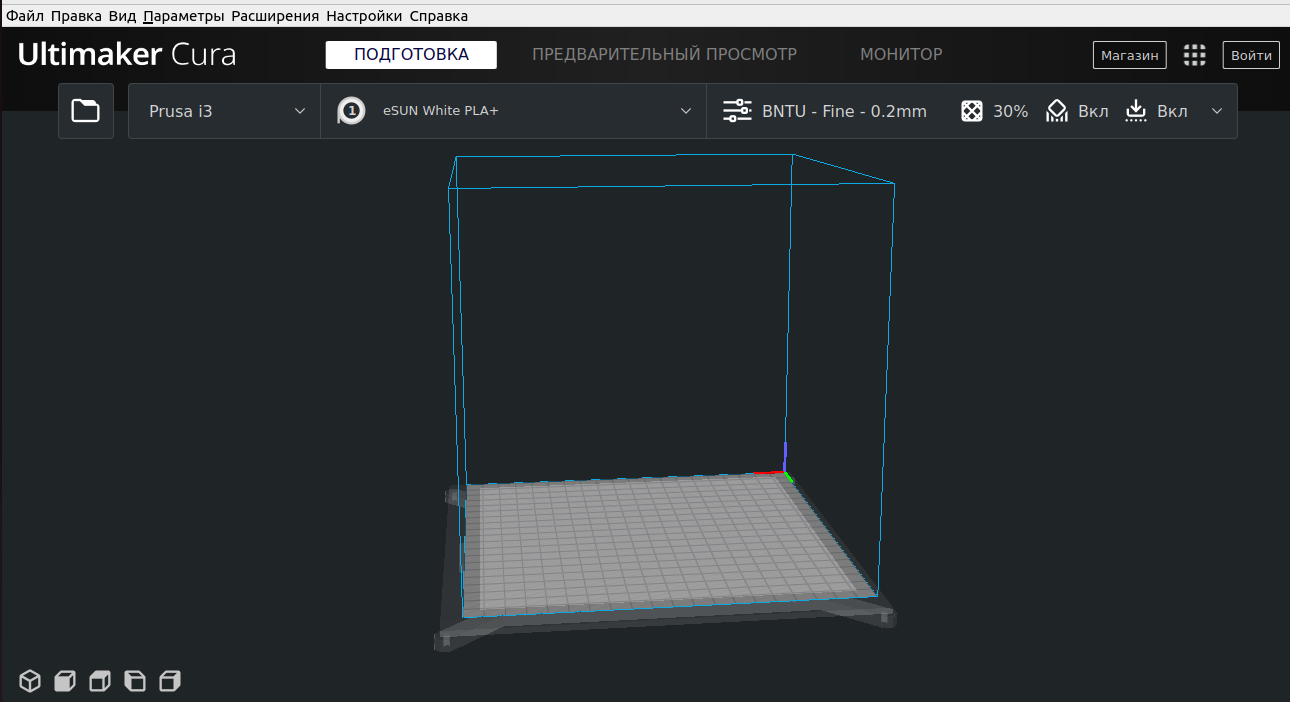 Файл Правка Вид Параметры Расширения Настройки Справка
Ultimaker Cura ПОДГОТОВКА ПРЕДВАРИТЕЛЬНЫЙ ПРОСМОТР МОНИТОР Магазин Войти
Prusa i3 1 eSUN White PLA+ BNTU - Fine - 0.2mm 30% Вкл Вкл